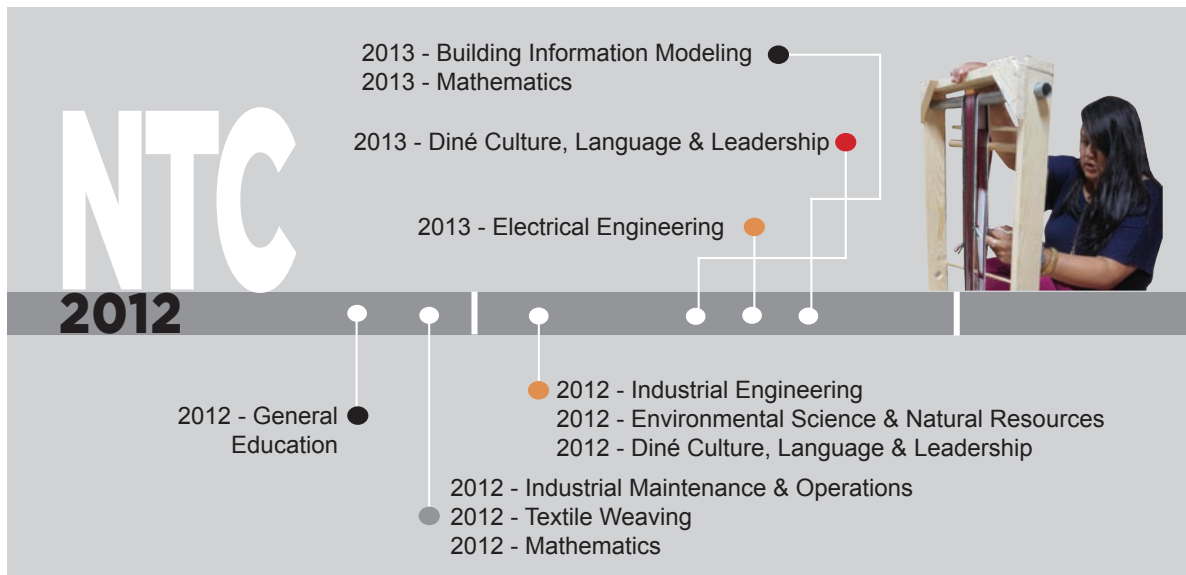 2013 - Building Information Modeling
2013 - Mathematics
2013 - Diné Culture, Language & Leadership
2013 - Electrical Engineering
NTC
2012
2012 - General
Education
2012 - Industrial Engineering
2012 - Environmental Science & Natural Resources
2012 - Diné Culture, Language & Leadership
2012 - Industrial Maintenance & Operations
2012 - Textile Weaving
2012 - Mathematics